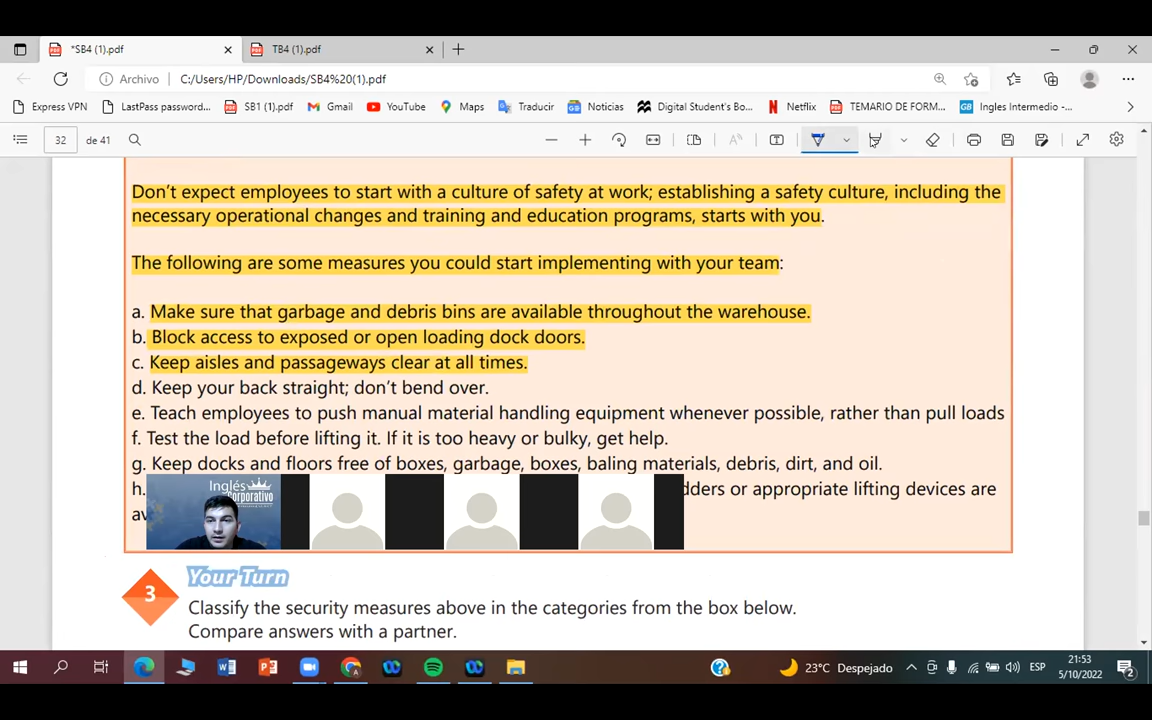 *SB4 (1).pdf
TB4 (1).pdf
Archivo C:/Users/HP/Downloads/SB4%20(1).pdf
Express VPN LastPass password... SB1 (1).pdf Gmail YouTube Maps Traducir Noticias Digital Student's Bo... Netflix TEMARIO DE FORM... Ingles Intermedio -...
32 de 41
Don't expect employees to start with a culture of safety at work; establishing a safety culture, including the
necessary operational changes and training and education programs, starts with you.
The following are some measures you could start implementing with your team:
a. Make sure that garbage and debris bins are available throughout the warehouse.
b. Block access to exposed or open loading dock doors.
c. Keep aisles and passageways clear at all times.
d. Keep your back straight; don't bend over.
e. Teach employees to push manual material handling equipment whenever possible, rather than pull loads
f. Test the load before lifting it. If it is too heavy or bulky, get help.
g. Keep docks and floors free of boxes, garbage, boxes, baling materials, debris, dirt, and oil.
h. or appropriate lifting devices are
Inglés
Corporativo
3 Your Turn
Classify the security measures above in the categories from the box below.
Compare answers with a partner.
23°C Despejado ESP
21:53
5/10/2022
2